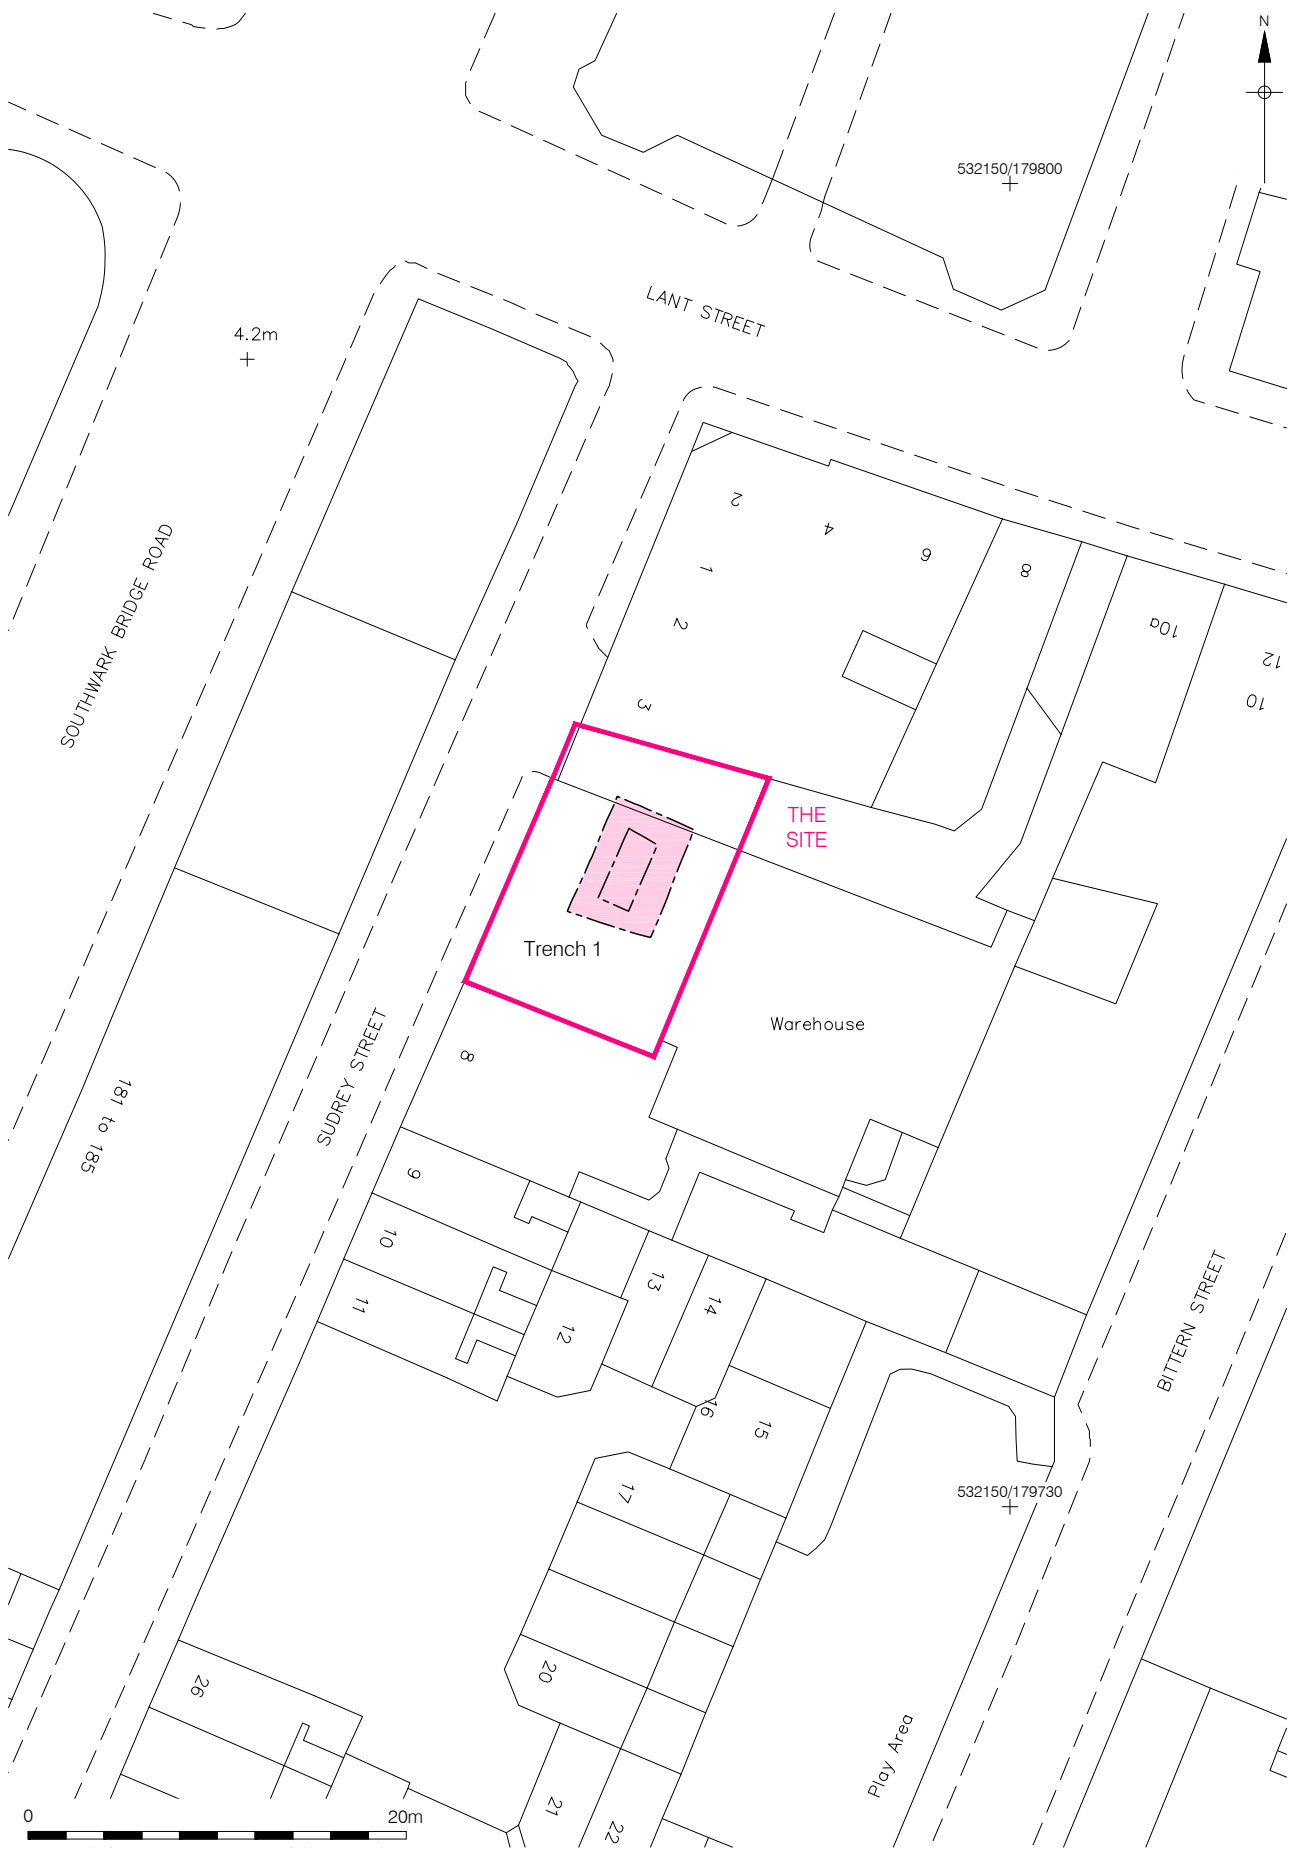 N
532150/179800
LANT STREET
4.2m
2
4
6
8
1
2
10a
12
10
3
SOUTHWARK BRIDGE ROAD
THE
SITE
Trench 1
Warehouse
SUDREY STREET
8
181 to 185
9
10
11
12
13
14
16
15
BITTERN STREET
532150/179730
17
20
26
Play Area
21
22
0
20m